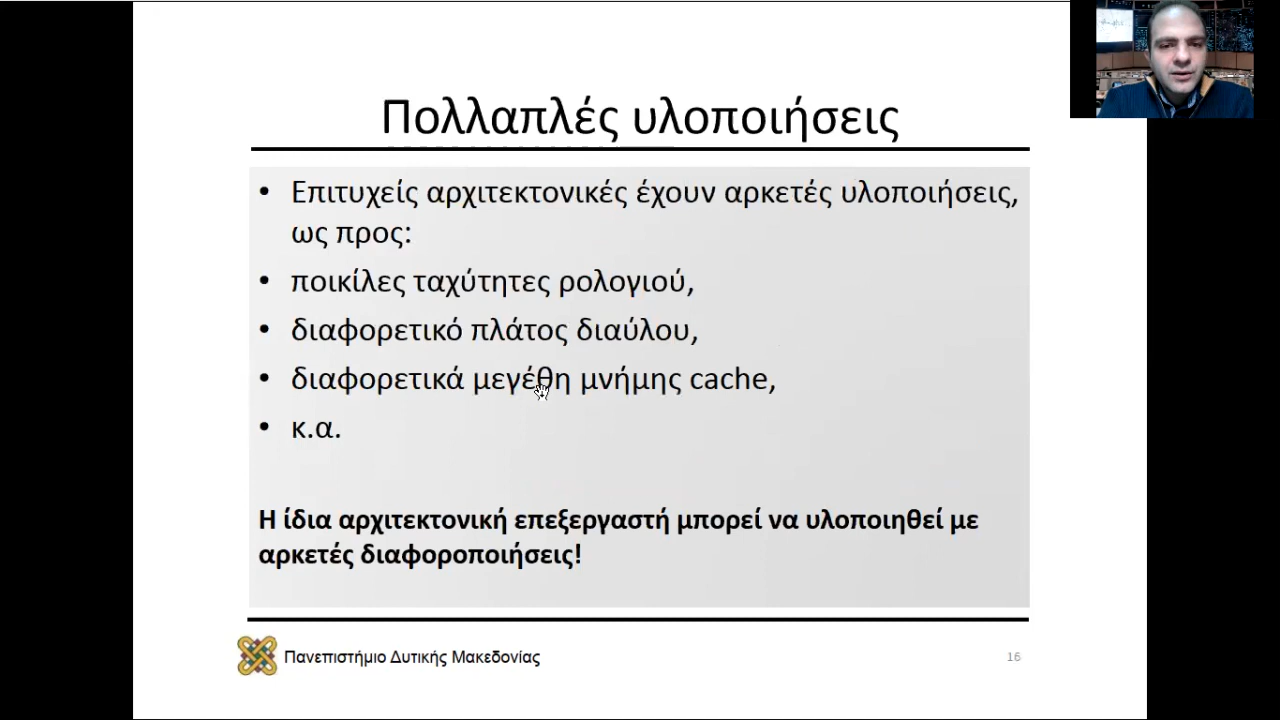 Πολλαπλές υλοποιήσεις
• Επιτυχείς αρχιτεκτονικές έχουν αρκετές υλοποιήσεις,
ως προς:
• ποικίλες ταχύτητες ρολογιού,
• διαφορετικό πλάτος διαύλου,
• διαφορετικά μεγέθη μνήμης cache,
• κ.α.
Η ίδια αρχιτεκτονική επεξεργαστή μπορεί να υλοποιηθεί με
αρκετές διαφοροποιήσεις!
Πανεπιστήμιο Δυτικής Μακεδονίας
16